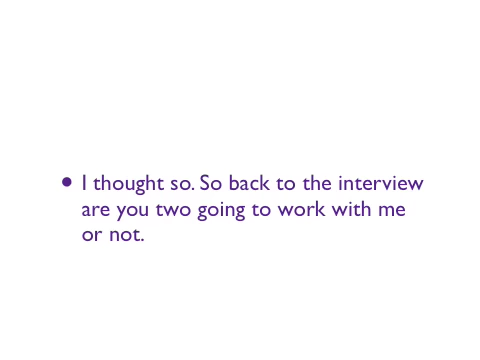 • I thought so. So back to the interview
are you two going to work with me
or not.